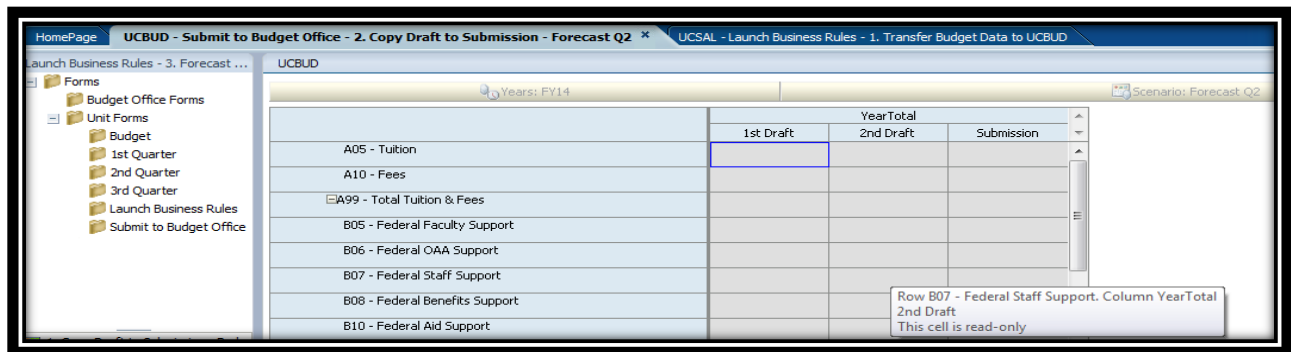 HomePage UCBUD - Submit to Budget Office - 2. Copy Draft to Submission - Forecast Q2 × UCSAL - Launch Business Rules - 1. Transfer Budget Data to UCBUD
Launch Business Rules - 3. Forecast ... UCBUD
Forms
Budget Office Forms
Unit Forms
Budget
1st Quarter
2nd Quarter
3rd Quarter
Launch Business Rules
Submit to Budget Office
Years: FY14 Scenario: Forecast Q2
YearTotal
1st Draft 2nd Draft Submission
A05 - Tuition
A10 - Fees
A99 - Total Tuition & Fees
B05 - Federal Faculty Support
B06 - Federal OAA Support
B07 - Federal Staff Support
B08 - Federal Benefits Support
B10 - Federal Aid Support
Row B07 - Federal Staff Support. Column YearTotal
2nd Draft
This cell is read-only